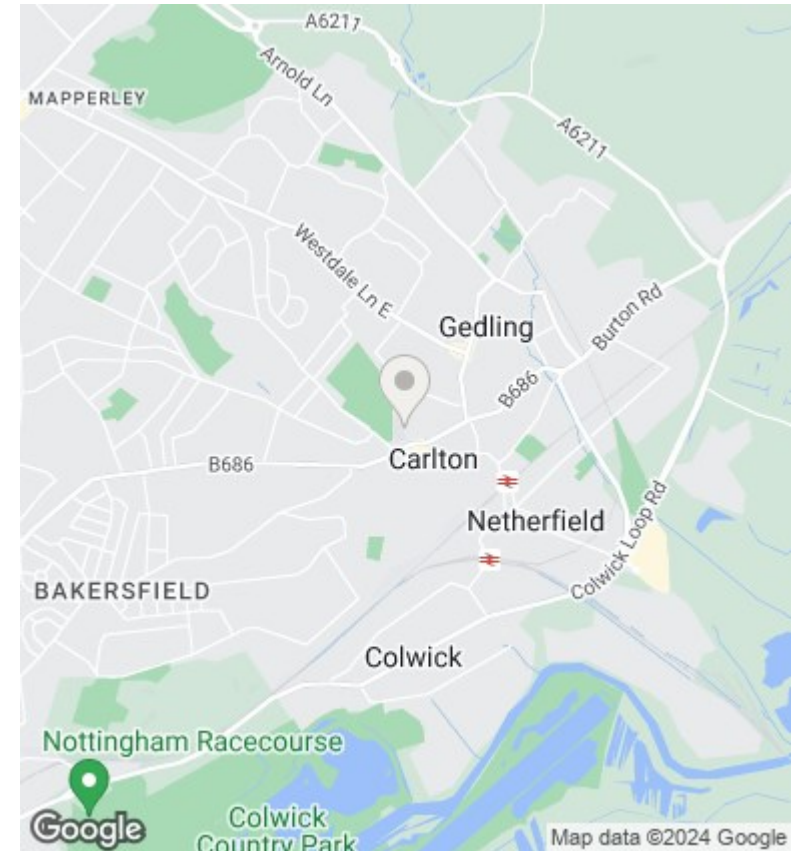 A6211
Arnold Ln
MAPPERLEY
A6211
Westdale Ln E
Gedling
Burton Rd
B686
B686
Carlton
Netherfield
Colwick Loop Rd
BAKERSFIELD
Colwick
Nottingham Racecourse
Colwick
Country Park
Google
Map data ©2024 Google